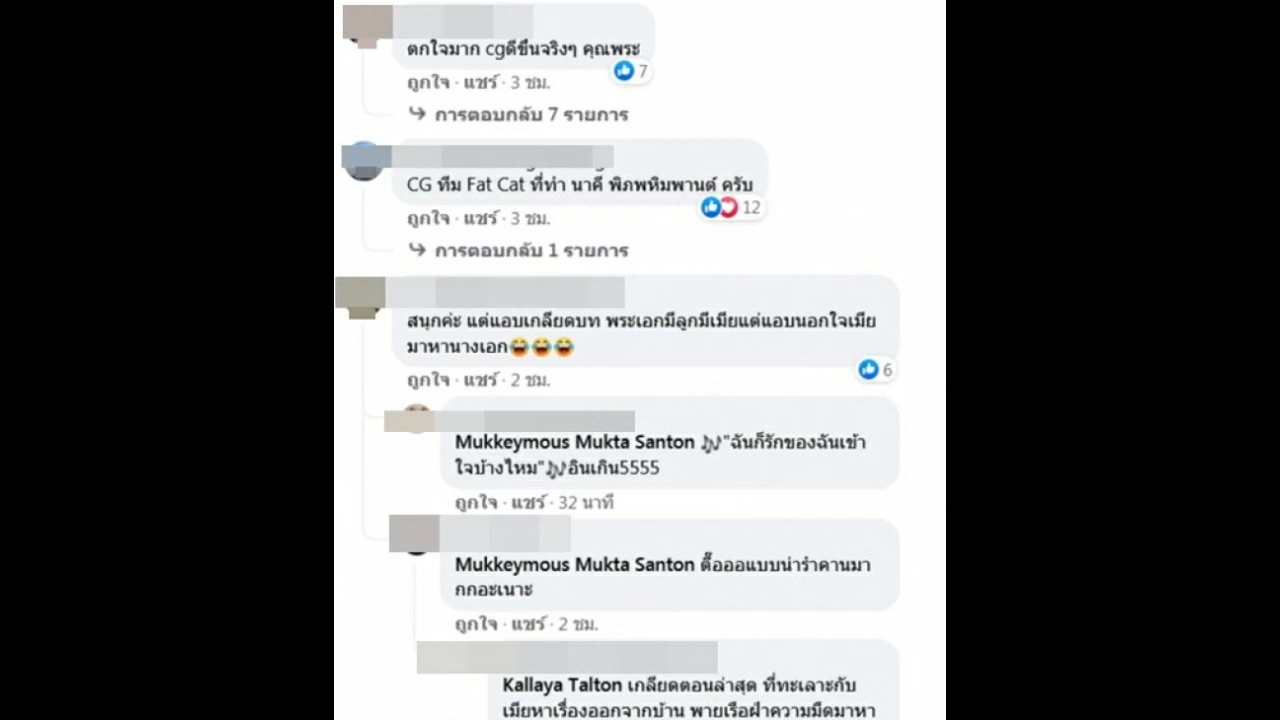 ตกใจมาก cgดีขึ้นจริงๆ คุณพระ
7
ถูกใจ · แชร์ · 3 ชม.
การตอบกลับ 7 รายการ
CG ทีม Fat Cat ที่ทำ นาคี พิภพหิมพานต์ ครับ
12
ถูกใจ · แชร์ · 3 ชม.
การตอบกลับ 1 รายการ
สนุกค่ะ แต่แอบเกลียดบท พระเอกมีลูกมีเมียแต่แอบนอกใจเมีย
มาหานางเอก😂😂😂
6
ถูกใจ · แชร์ · 2 ชม.
Mukkeymous Mukta Santon 🎶"ฉันก็รักของฉันเข้า
ใจบ้างไหม"🎶อินเกิน5555
ถูกใจ · แชร์ · 32 นาที
Mukkeymous Mukta Santon ตื๊อออแบบน่ารำคานมา
กกอะเนาะ
ถูกใจ · แชร์ · 2 ชม.
Kallaya Talton เกลียดตอนล่าสุด ที่ทะเลาะกับ
เมียหาเรื่องออกจากบ้าน พายเรือฝ่าความมืดมาหา